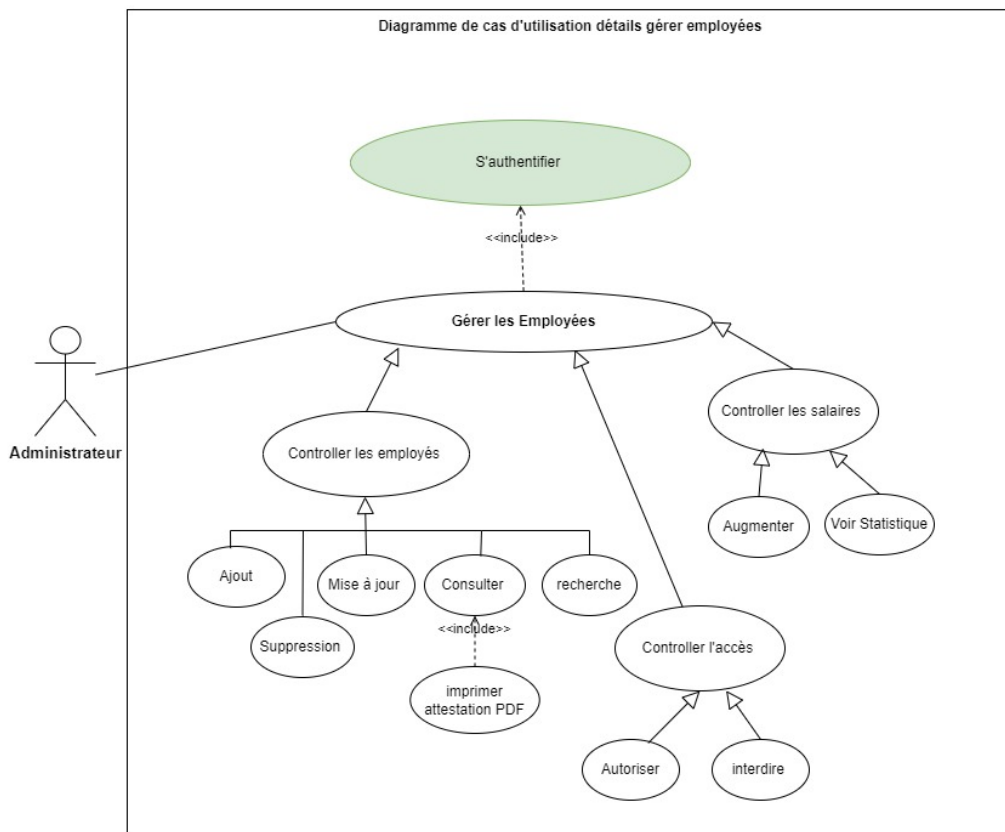 Diagramme de cas d'utilisation détails gérer employées
S'authentifier
<<include>>
Gérer les Employées
Administrateur
Controller les salaires
Controller les employés
Augmenter
Voir Statistique
Ajout
Mise à jour
Consulter
recherche
<<include>>
Suppression
Controller l'accès
imprimer
attestation PDF
Autoriser
interdire